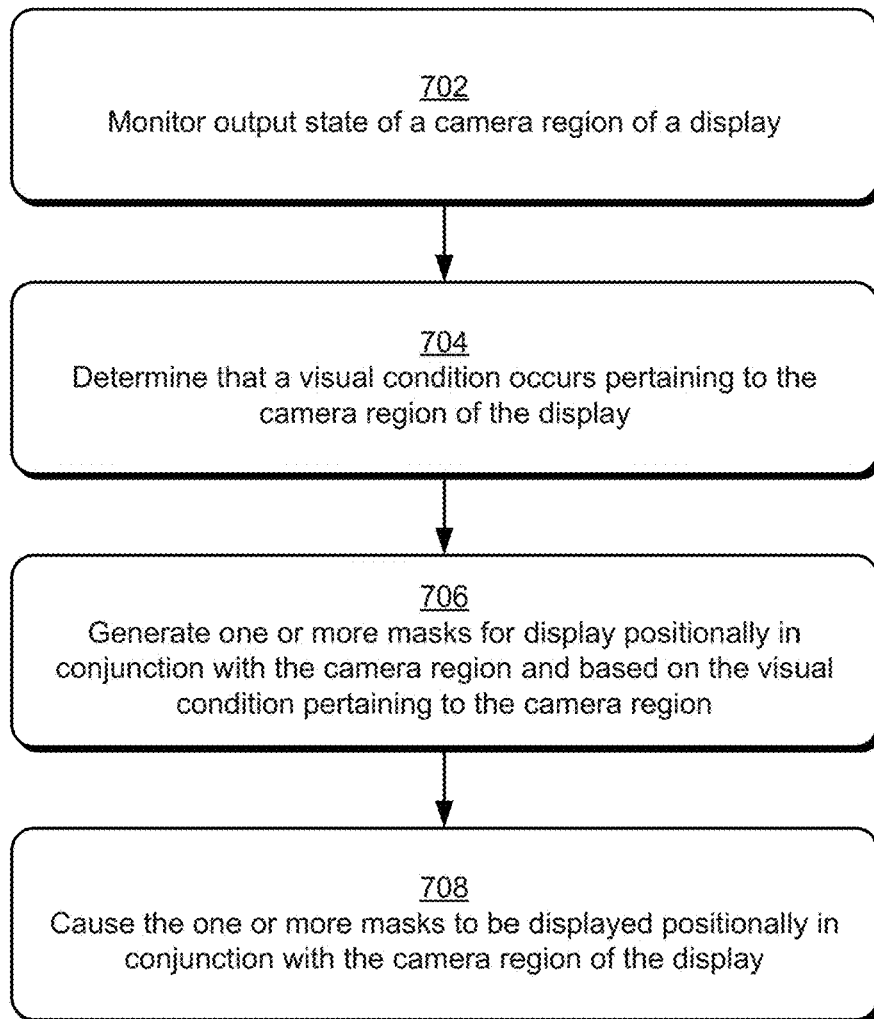 702
Monitor output state of a camera region of a display
704
Determine that a visual condition occurs pertaining to the
camera region of the display
706
Generate one or more masks for display positionally in
conjunction with the camera region and based on the visual
condition pertaining to the camera region
708
Cause the one or more masks to be displayed positionally in
conjunction with the camera region of the display